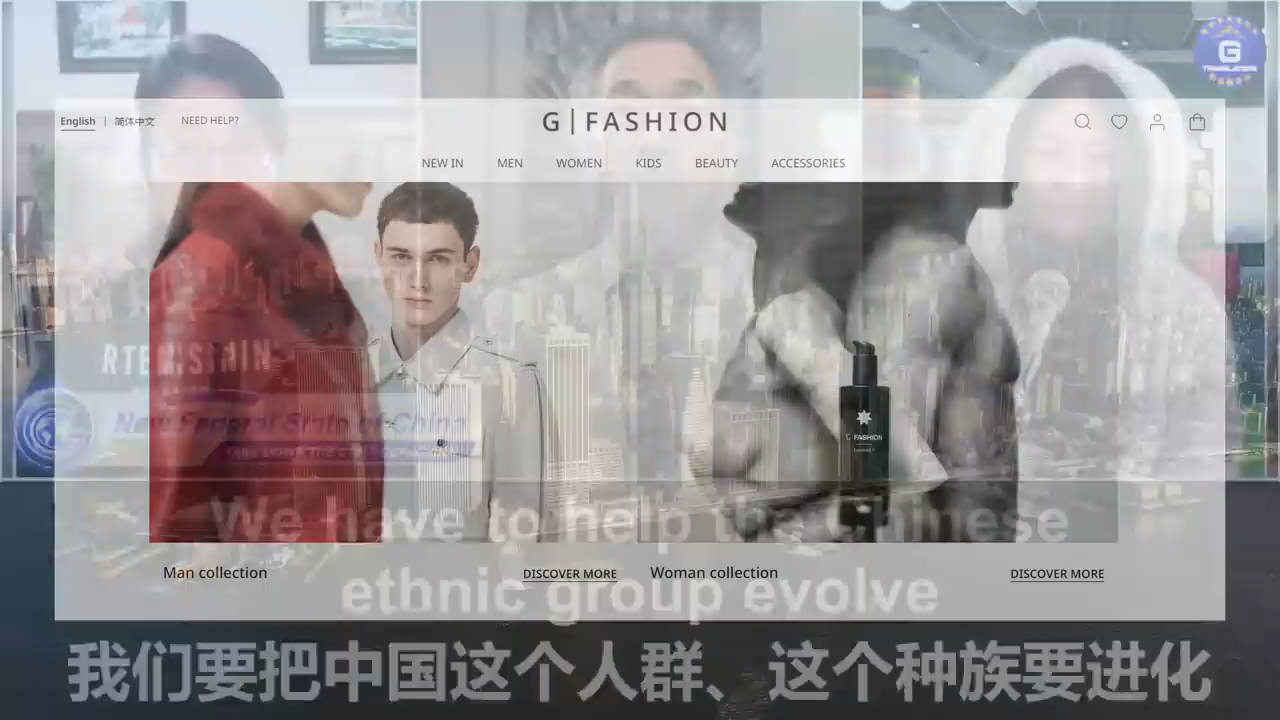 G
TRANSLATORS
English | 简体中文 NEED HELP?
G|FASHION
NEW IN MEN WOMEN KIDS BEAUTY ACCESSORIES
New Federal State of China
G FASHION
We have to help the Chinese
ethnic group evolve
Man collection DISCOVER MORE Woman collection DISCOVER MORE
我们要把中国这个人群、这个种族要进化